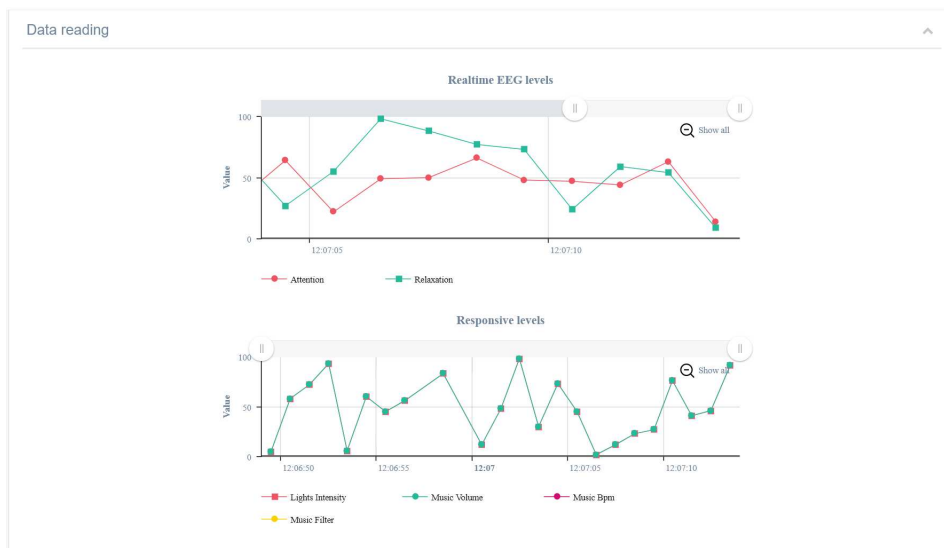 Data reading
Realtime EEG levels
Show all
100
50
0
Value
12:07:05 12:07:10
Attention Relaxation
Responsive levels
Show all
100
50
0
Value
12:06:50 12:06:55 12:07 12:07:05 12:07:10
Lights Intensity Music Volume Music Bpm
Music Filter